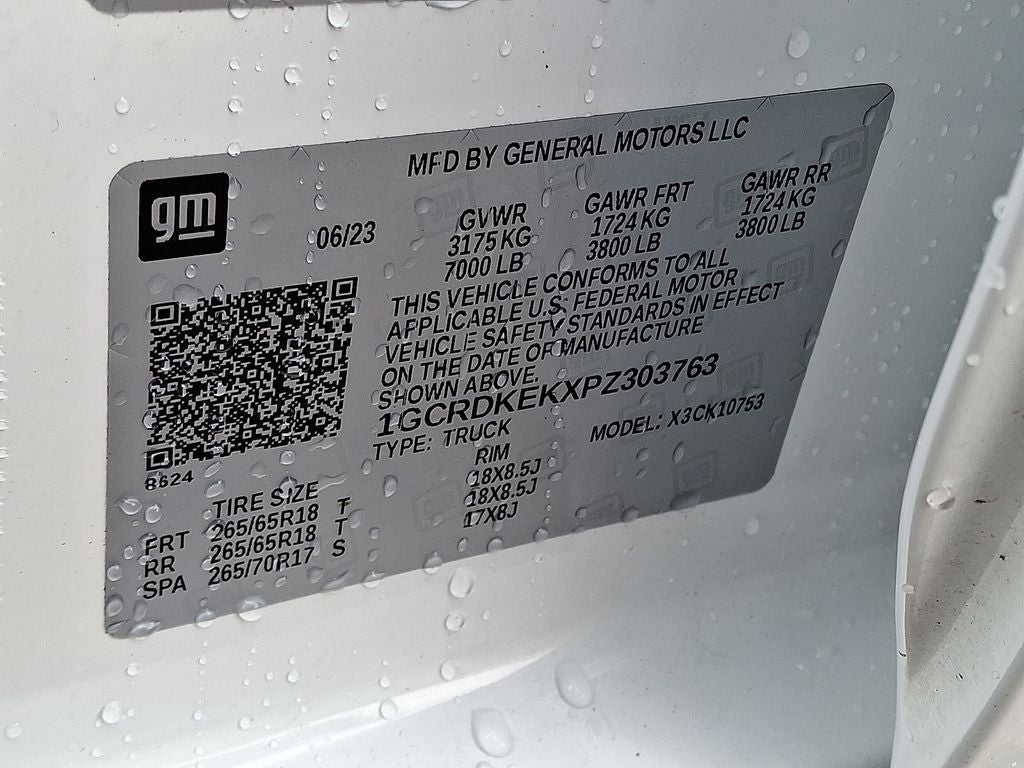 MFD BY GENERAL MOTORS LLC
gm
06/23
GVWR GAWR FRT GAWR RR
3175 KG 1724 KG 1724 KG
7000 LB 3800 LB 3800 LB
THIS VEHICLE CONFORMS TO ALL
APPLICABLE U.S. FEDERAL MOTOR
VEHICLE SAFETY STANDARDS IN EFFECT
ON THE DATE OF MANUFACTURE
SHOWN ABOVE.
1GCRDKEKXPZ303763
TYPE: TRUCK MODEL: X3CK10753
8624
TIRE SIZE RIM
FRT 265/65R18 T 18X8.5J
RR 265/65R18 T 18X8.5J
SPA 265/70R17 S 17X8J